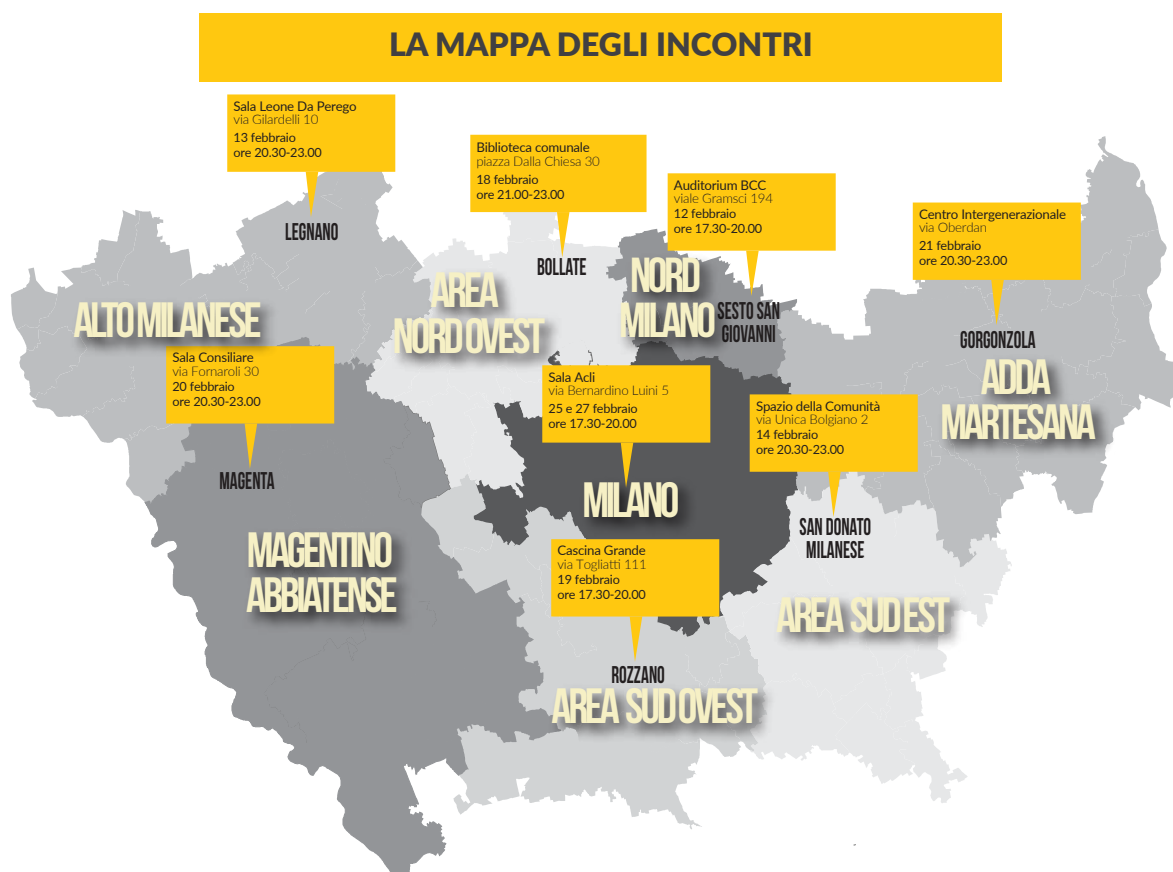 LA MAPPA DEGLI INCONTRI
Sala Leone Da Perego
via Gilardelli 10
13 febbraio
ore 20.30-23.00
LEGNANO
ALTO MILANESE
Biblioteca comunale
piazza Dalla Chiesa 30
18 febbraio
ore 21.00-23.00
BOLLATE
AREA
NORD OVEST
Auditorium BCC
viale Gramsci 194
12 febbraio
ore 17.30-20.00
NORD
MILANO
SESTO SAN
GIOVANNI
Centro Intergenerazionale
via Oberdan
21 febbraio
ore 20.30-23.00
GORGONZOLA
ADDA
MARTESANA
Sala Consiliare
via Fornaroli 30
20 febbraio
ore 20.30-23.00
MAGENTA
MAGENTINO
ABBIATENSE
Sala Acli
via Bernardino Luini 5
25 e 27 febbraio
ore 17.30-20.00
MILANO
Spazio della Comunità
via Unica Bolgiano 2
14 febbraio
ore 20.30-23.00
SAN DONATO
MILANESE
AREA SUD EST
Cascina Grande
via Togliatti 111
19 febbraio
ore 17.30-20.00
ROZZANO
AREA SUD OVEST